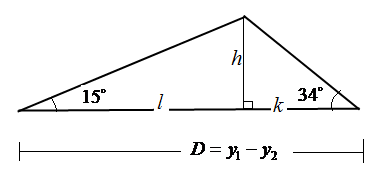 h
15° l k 34°
D = y₁ − y₂